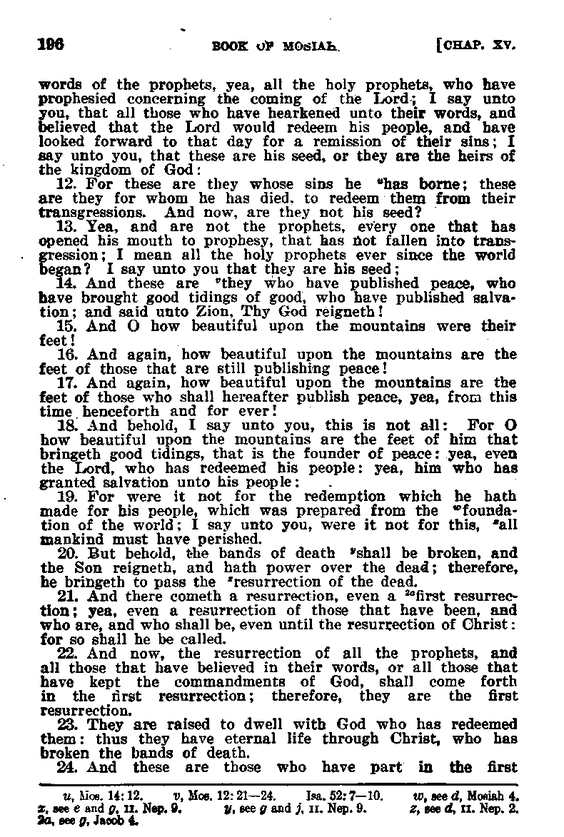 196 BOOK OF MOSIAH. [CHAP. XV.
words of the prophets, yea, all the holy prophets, who have
prophesied concerning the coming of the Lord; I say unto
you, that all those who have hearkened unto their words, and
believed that the Lord would redeem his people, and have
looked forward to that day for a remission of their sins; I
say unto you, that these are his seed, or they are the heirs of
the kingdom of God:
12. For these are they whose sins he ᵘhas borne; these
are they for whom he has died. to redeem them from their
transgressions. And now, are they not his seed?
13. Yea, and are not the prophets, every one that has
opened his mouth to prophesy, that has not fallen into trans-
gression; I mean all the holy prophets ever since the world
began? I say unto you that they are his seed;
14. And these are ᵛthey who have published peace, who
have brought good tidings of good, who have published salva-
tion; and said unto Zion, Thy God reigneth!
15. And O how beautiful upon the mountains were their
feet!
16. And again, how beautiful upon the mountains are the
feet of those that are still publishing peace!
17. And again, how beautiful upon the mountains are the
feet of those who shall hereafter publish peace, yea, from this
time henceforth and for ever!
18. And behold, I say unto you, this is not all: For O
how beautiful upon the mountains are the feet of him that
bringeth good tidings, that is the founder of peace: yea, even
the Lord, who has redeemed his people: yea, him who has
granted salvation unto his people:
19. For were it not for the redemption which he hath
made for his people, which was prepared from the ʷfounda-
tion of the world; I say unto you, were it not for this, ˣall
mankind must have perished.
20. But behold, the bands of death ʸshall be broken, and
the Son reigneth, and hath power over the dead; therefore,
he bringeth to pass the ᶻresurrection of the dead.
21. And there cometh a resurrection, even a ²ᵃfirst resurrec-
tion; yea, even a resurrection of those that have been, and
who are, and who shall be, even until the resurrection of Christ:
for so shall he be called.
22. And now, the resurrection of all the prophets, and
all those that have believed in their words, or all those that
have kept the commandments of God, shall come forth
in the first resurrection; therefore, they are the first
resurrection.
23. They are raised to dwell with God who has redeemed
them: thus they have eternal life through Christ, who has
broken the bands of death.
24. And these are those who have part in the first
u, Mos. 14:12. v, Mos. 12:21—24. Isa. 52:7—10. w, see d, Mosiah 4.
x, see e and g, II. Nep. 9. y, see g and j, II. Nep. 9. z, see d, II. Nep. 2.
2a, see g, Jacob 4.